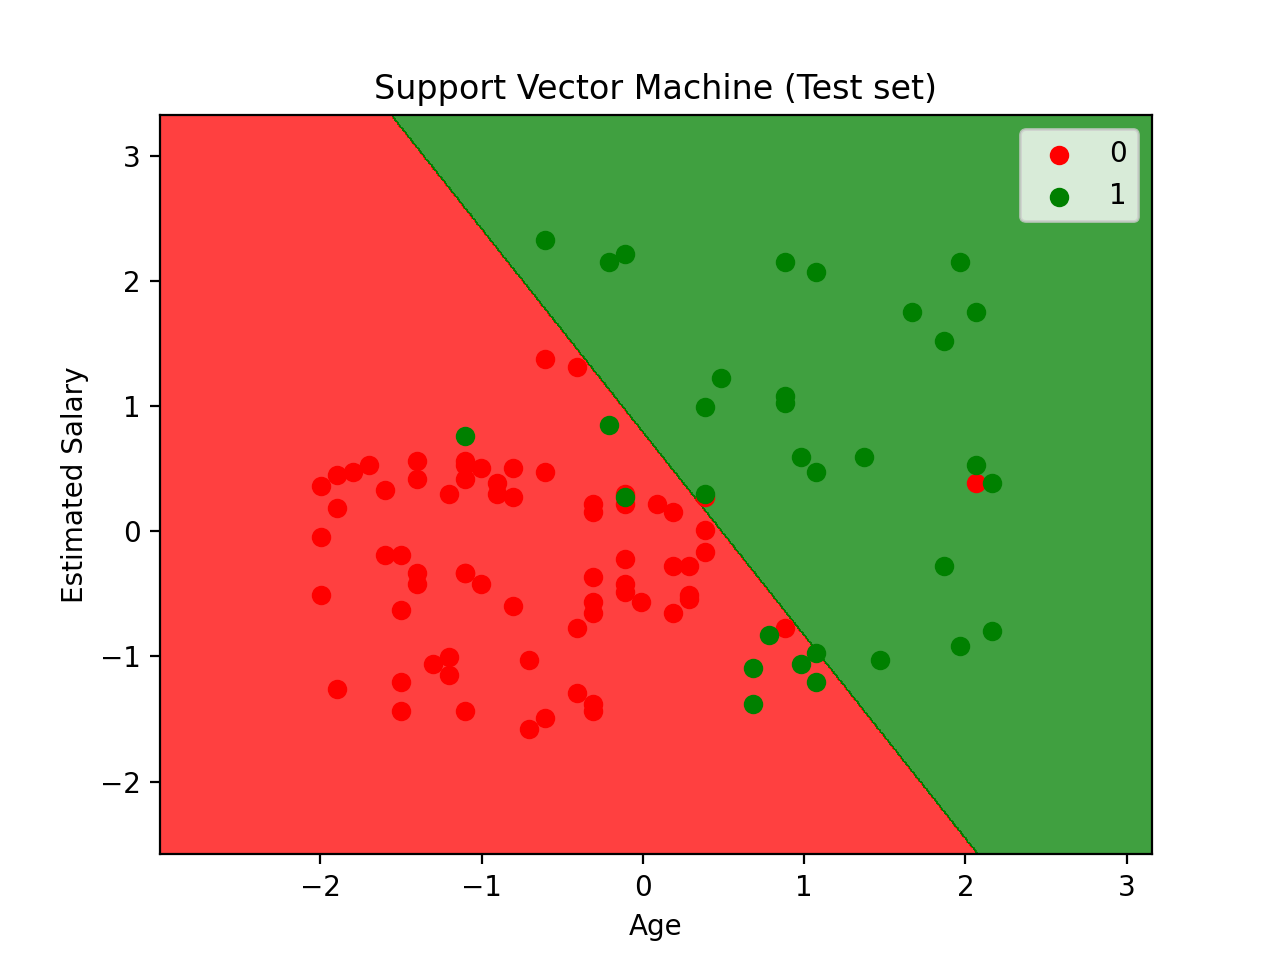 Support Vector Machine (Test set)
0
1
3
2
1
0
−1
−2
Estimated Salary
−2 −1 0 1 2 3
Age